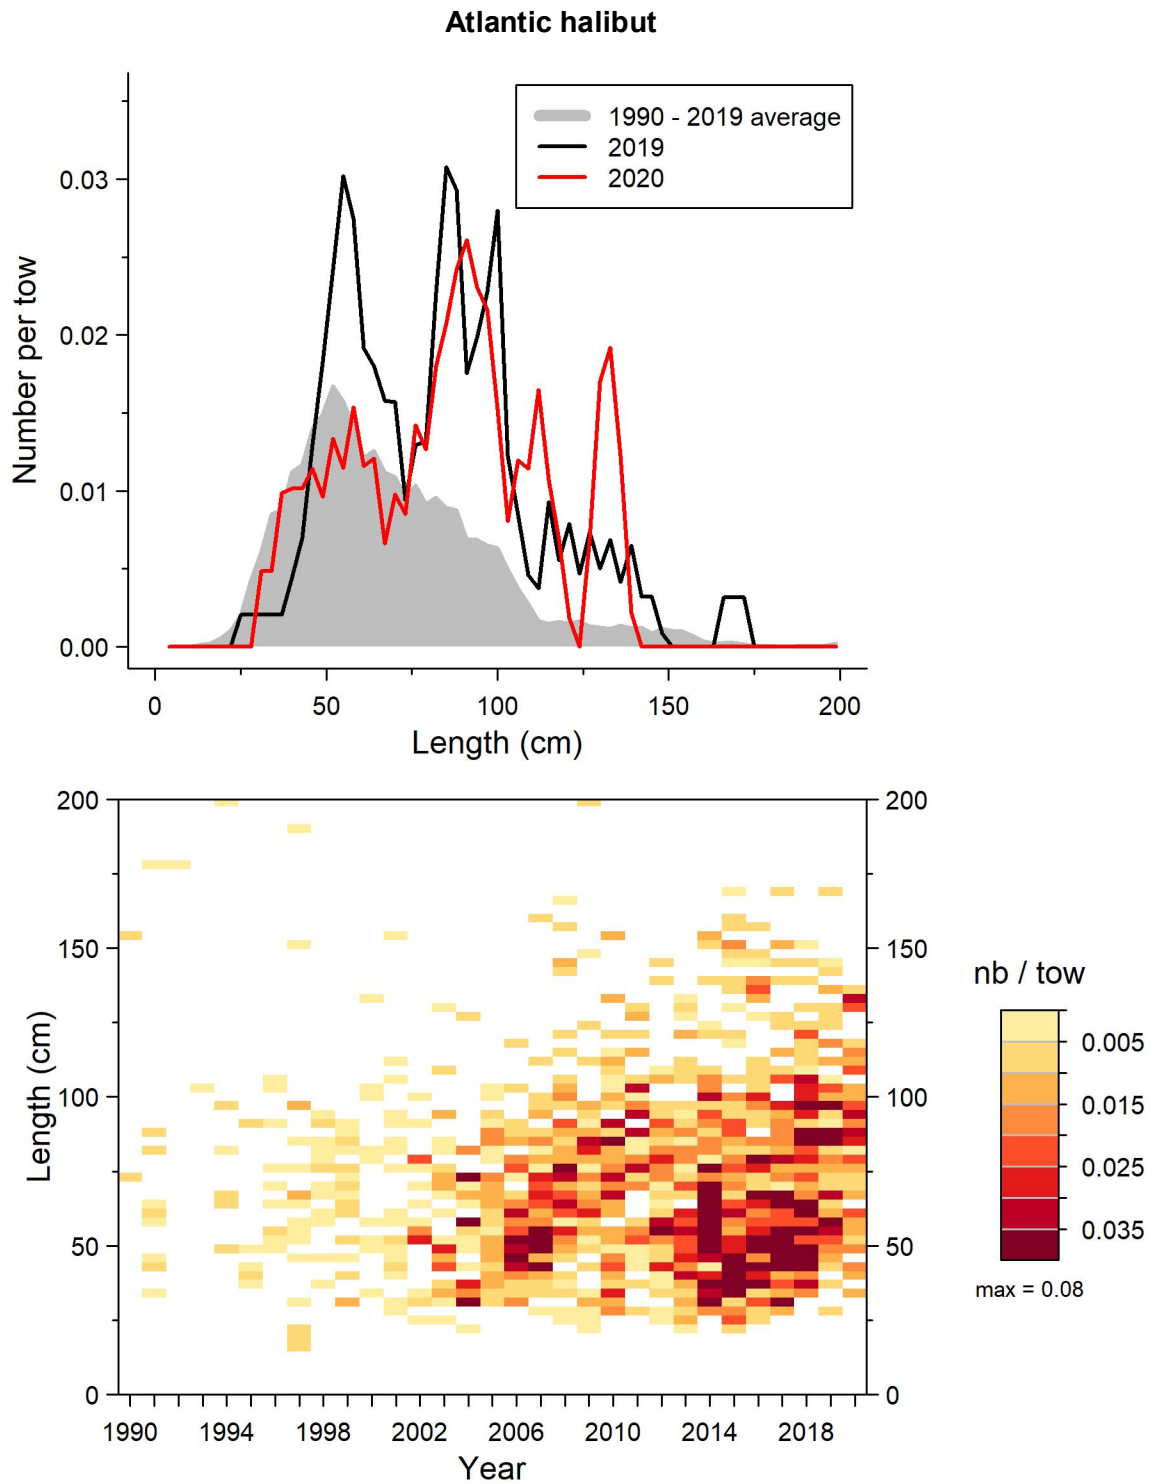 Atlantic halibut
1990 - 2019 average
2019
2020
0.03
0.02
0.01
0.00
Number per tow
0 50 100 150 200
Length (cm)
200
150
100
50
0
Length (cm)
200
150
100
50
0
1990 1994 1998 2002 2006 2010 2014 2018
Year
nb / tow
0.005
0.015
0.025
0.035
max = 0.08